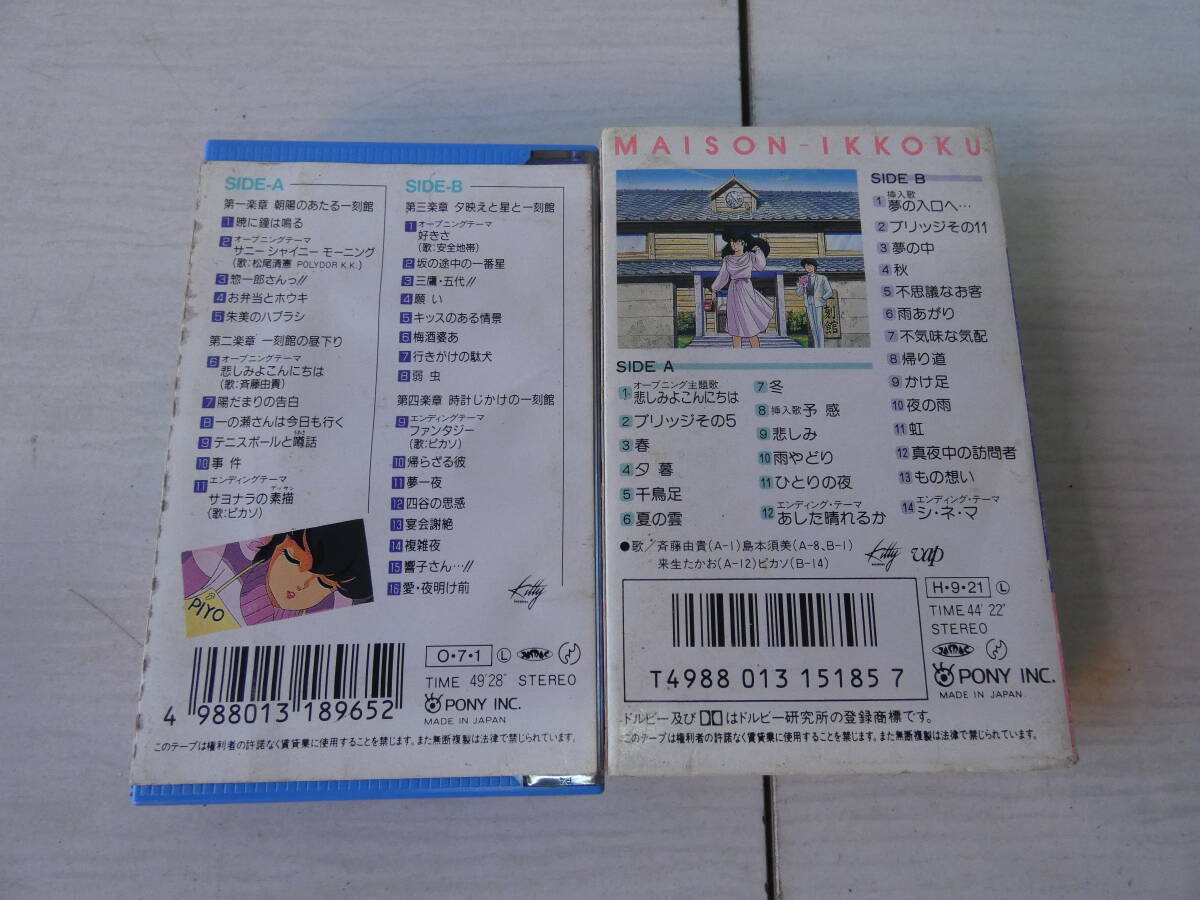 SIDE-A
第一楽章 朝陽のあたる一刻館
1 暁に鐘は鳴る
オープニングテーマ
2 サニー シャイニー モーニング
(歌:松尾清憲 POLYDOR K.K.)
3 惣一郎さんっ!!
4 お弁当とホウキ
5 朱美のハブラシ
第二楽章 一刻館の昼下り
オープニングテーマ
6 悲しみよこんにちは
(歌:斉藤由貴)
7 陽だまりの告白
8 一の瀬さんは今日も行く
9 テニスボールと噂話
うわさ
10 事件
エンディングテーマ
デッサン
11 サヨナラの素描
(歌:ピカソ)
PIYO
SIDE-B
第三楽章 夕映えと星と一刻館
オープニングテーマ
1 好きさ
(歌:安全地帯)
2 坂の途中の一番星
3 三鷹・五代!!
4 願い
5 キッスのある情景
6 梅酒婆あ
7 行きがけの駄犬
8 弱虫
第四楽章 時計じかけの一刻館
エンディングテーマ
9 ファンタジー
(歌:ピカソ)
10 帰らざる彼
11 夢一夜
12 四谷の思惑
13 宴会謝絶
14 複雑夜
15 響子さん…!!
16 愛・夜明け前
Kitty
O・7・1 L
TIME 49'28" STEREO
PONY INC.
MADE IN JAPAN
4 988013 189652
このテープは権利者の許諾なく賃貸業に使用することを禁じます。また無断複製は法律で禁じられています。
MAISON-IKKOKU
刻館
SIDE A
オープニング主題歌
1 悲しみよこんにちは
2 ブリッジその5
3 春
4 夕暮
5 千鳥足
6 夏の雲
7 冬
8 挿入歌 予感
9 悲しみ
10 雨やどり
11 ひとりの夜
エンディング・テーマ
12 あした晴れるか
SIDE B
挿入歌
1 夢の入口へ…
2 ブリッジその11
3 夢の中
4 秋
5 不思議なお客
6 雨あがり
7 不気味な気配
8 帰り道
9 かけ足
10 夜の雨
11 虹
12 真夜中の訪問者
13 もの想い
エンディング・テーマ
14 シ・ネ・マ
●歌/斉藤由貴(A-1)島本須美(A-8、B-1)
来生たかお(A-12)ピカソ(B-14)
Kitty vap
H・9・21 L
TIME 44'22"
STEREO
PONY INC.
MADE IN JAPAN
T4988 013 15185 7
ドルビー及びはドルビー研究所の登録商標です。
このテープは権利者の許諾なく賃貸業に使用することを禁じます。また無断複製は法律で禁じられています。